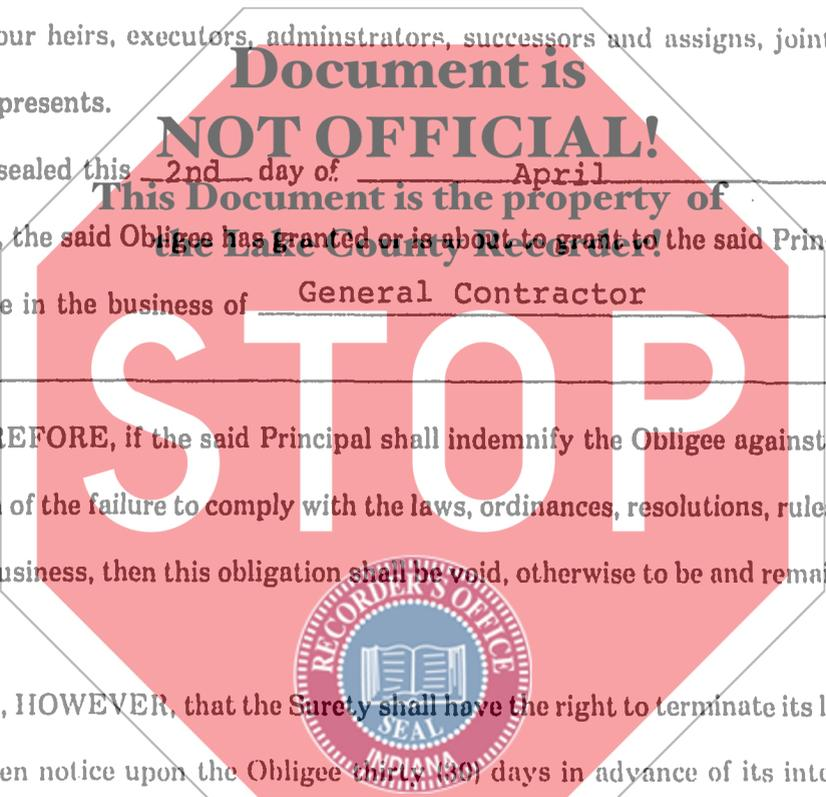 our heirs, executors, adminstrators, successors and assigns, joint
Document is
presents.
NOT OFFICIAL!
sealed this 2nd day of April
This Document is the property of
, the said Obligee has granted or is about to grant to the said Prin
the Lake County Recorder!
e in the business of General Contractor
STOP
REFORE, if the said Principal shall indemnify the Obligee against
of the failure to comply with the laws, ordinances, resolutions, rule
usiness, then this obligation shall be void, otherwise to be and remai
RECORDER'S OFFICE
, HOWEVER, that the Surety shall have the right to terminate its l
SEAL
INDIANA
en notice upon the Obligee thirty (30) days in advance of its inte